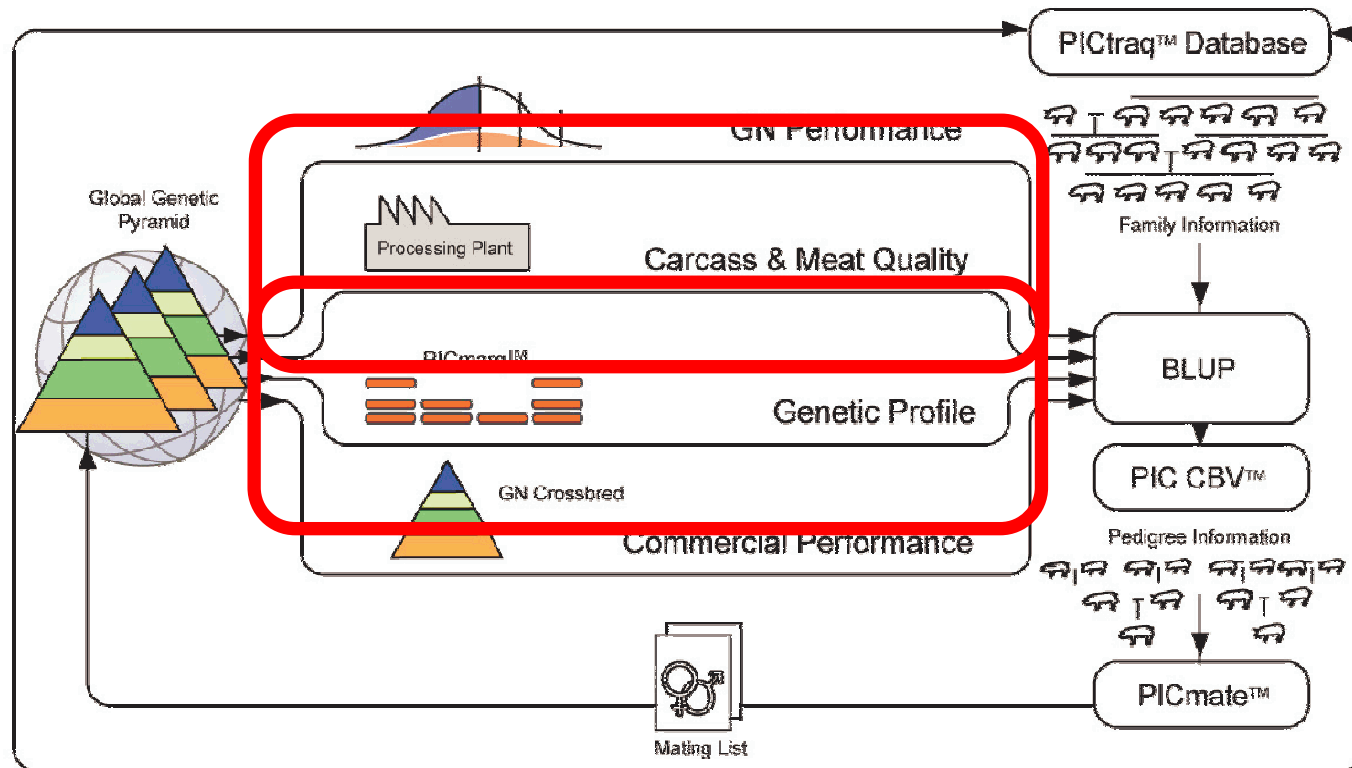 PICtraq™ Database
GN Performance
Global Genetic
Pyramid
Processing Plant
Family Information
Carcass & Meat Quality
PICmarq™
BLUP
Genetic Profile
PIC CBV™
GN Crossbred
Commercial Performance
Pedigree Information
PICmate™
Mating List